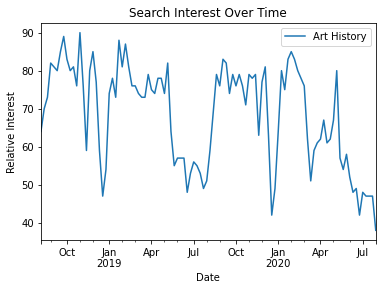 Search Interest Over Time
Art History
Relative Interest
90
80
70
60
50
40
Oct Jan Apr Jul Oct Jan Apr Jul
2019 2020
Date